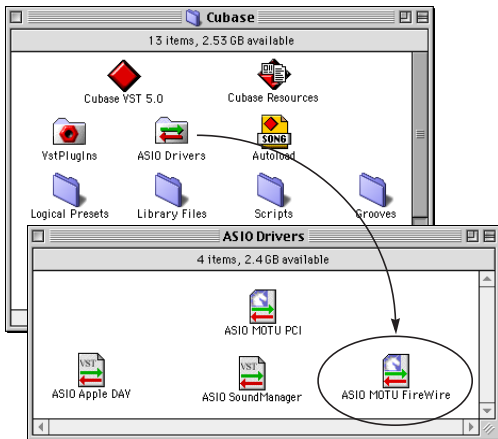 Cubase
13 items, 2.53 GB available
Cubase VST 5.0
Cubase Resources
SONG
VstPlugIns
ASIO Drivers
Autoload
Logical Presets
Library Files
Scripts
Grooves
ASIO Drivers
4 items, 2.4 GB available
ASIO MOTU PCI
VST
VST
ASIO Apple DAV
ASIO SoundManager
ASIO MOTU FireWire